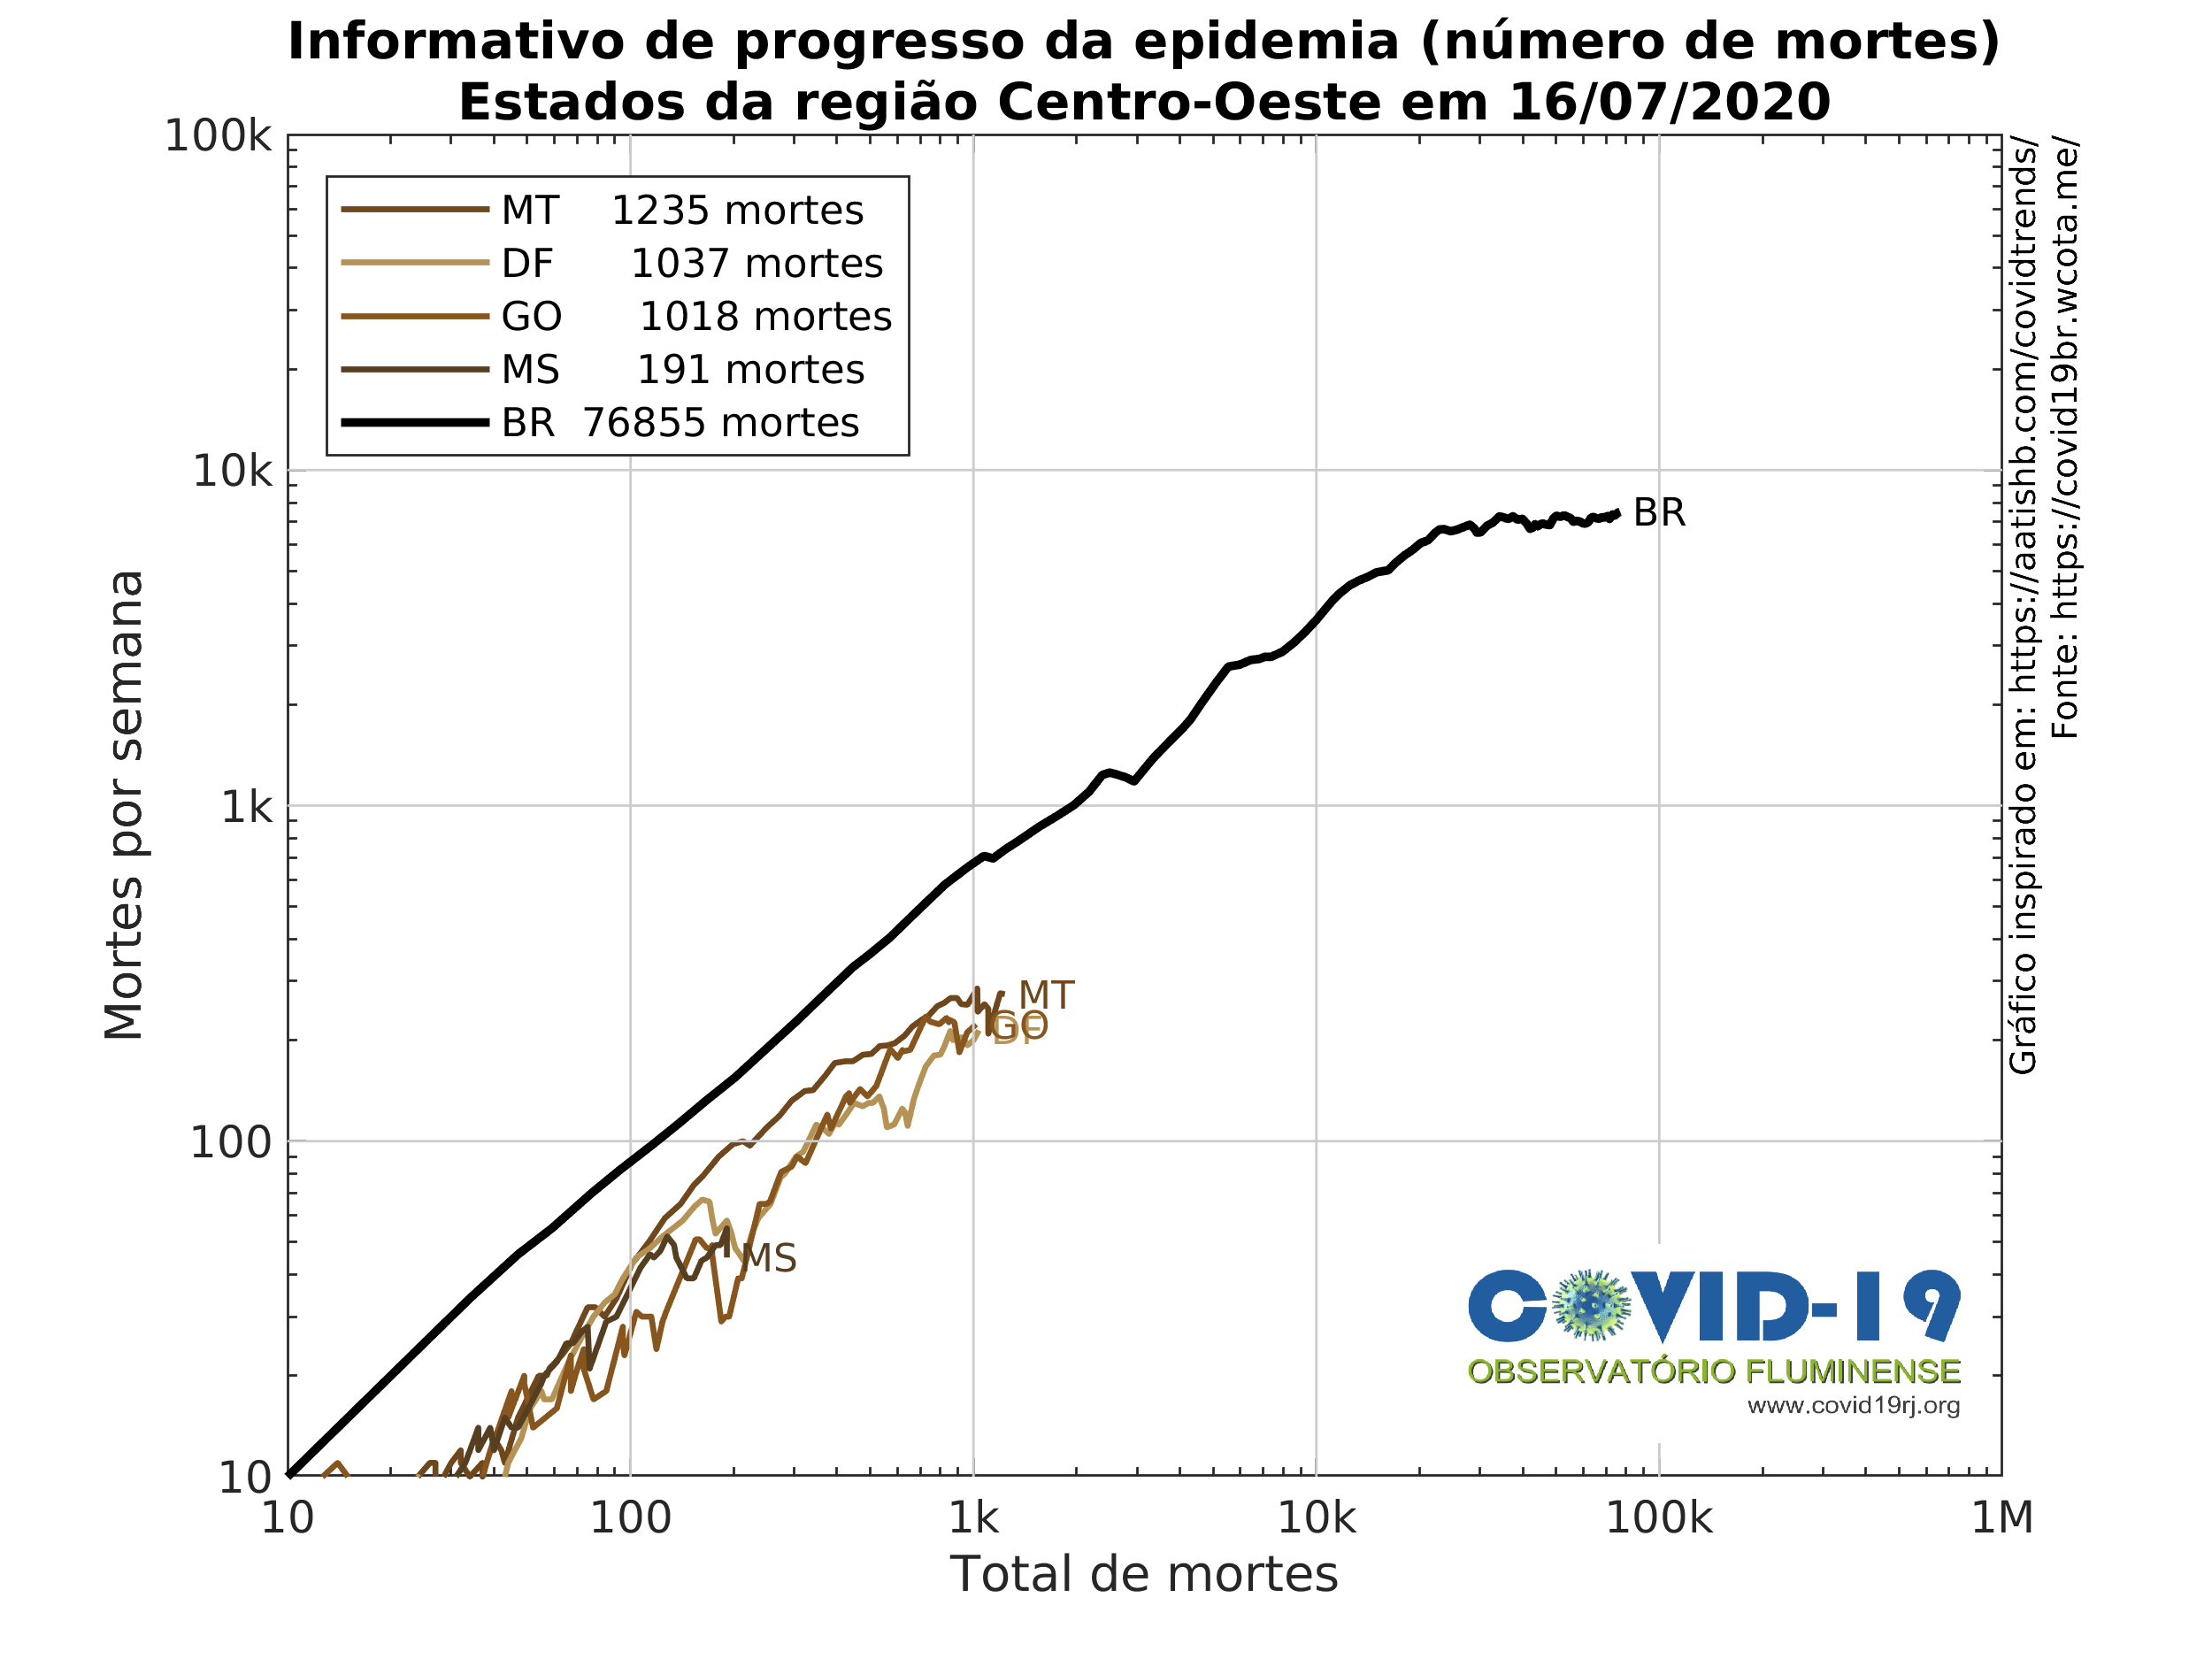 Informativo de progresso da epidemia (número de mortes)
Estados da região Centro-Oeste em 16/07/2020
100k
10k
1k
100
10
Mortes por semana
MT 1235 mortes
DF 1037 mortes
GO 1018 mortes
MS 191 mortes
BR 76855 mortes
BR
MT
GO
DF
MS
Gráfico inspirado em: https://aatishb.com/covidtrends/
Fonte: https://covid19br.wcota.me/
COVID-19
OBSERVATÓRIO FLUMINENSE
www.covid19rj.org
10
100
1k
10k
100k
1M
Total de mortes